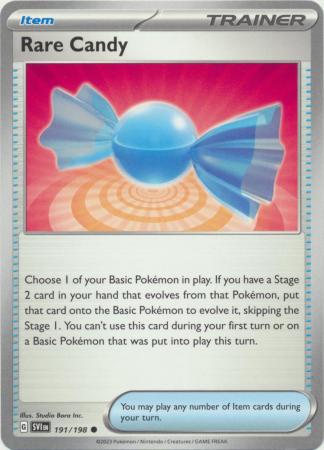 Item
TRAINER
Rare Candy
Choose 1 of your Basic Pokémon in play. If you have a Stage
2 card in your hand that evolves from that Pokémon, put
that card onto the Basic Pokémon to evolve it, skipping the
Stage 1. You can't use this card during your first turn or on
a Basic Pokémon that was put into play this turn.
Illus. Studio Bora Inc.
You may play any number of Item cards during
your turn.
G SVI EN 191/198 ●
©2023 Pokémon / Nintendo / Creatures / GAME FREAK